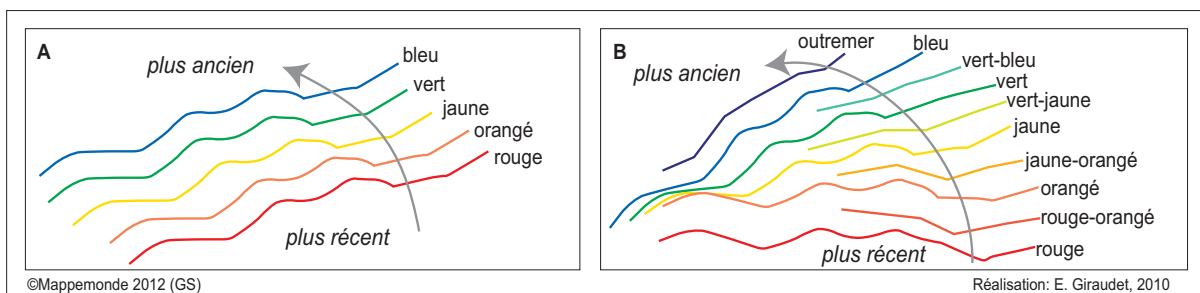 A
plus ancien
bleu
vert
jaune
orangé
rouge
plus récent
B
plus ancien
outremer
bleu
vert-bleu
vert
vert-jaune
jaune
jaune-orangé
orangé
rouge-orangé
rouge
plus récent
©Mappemonde 2012 (GS)
Réalisation: E. Giraudet, 2010